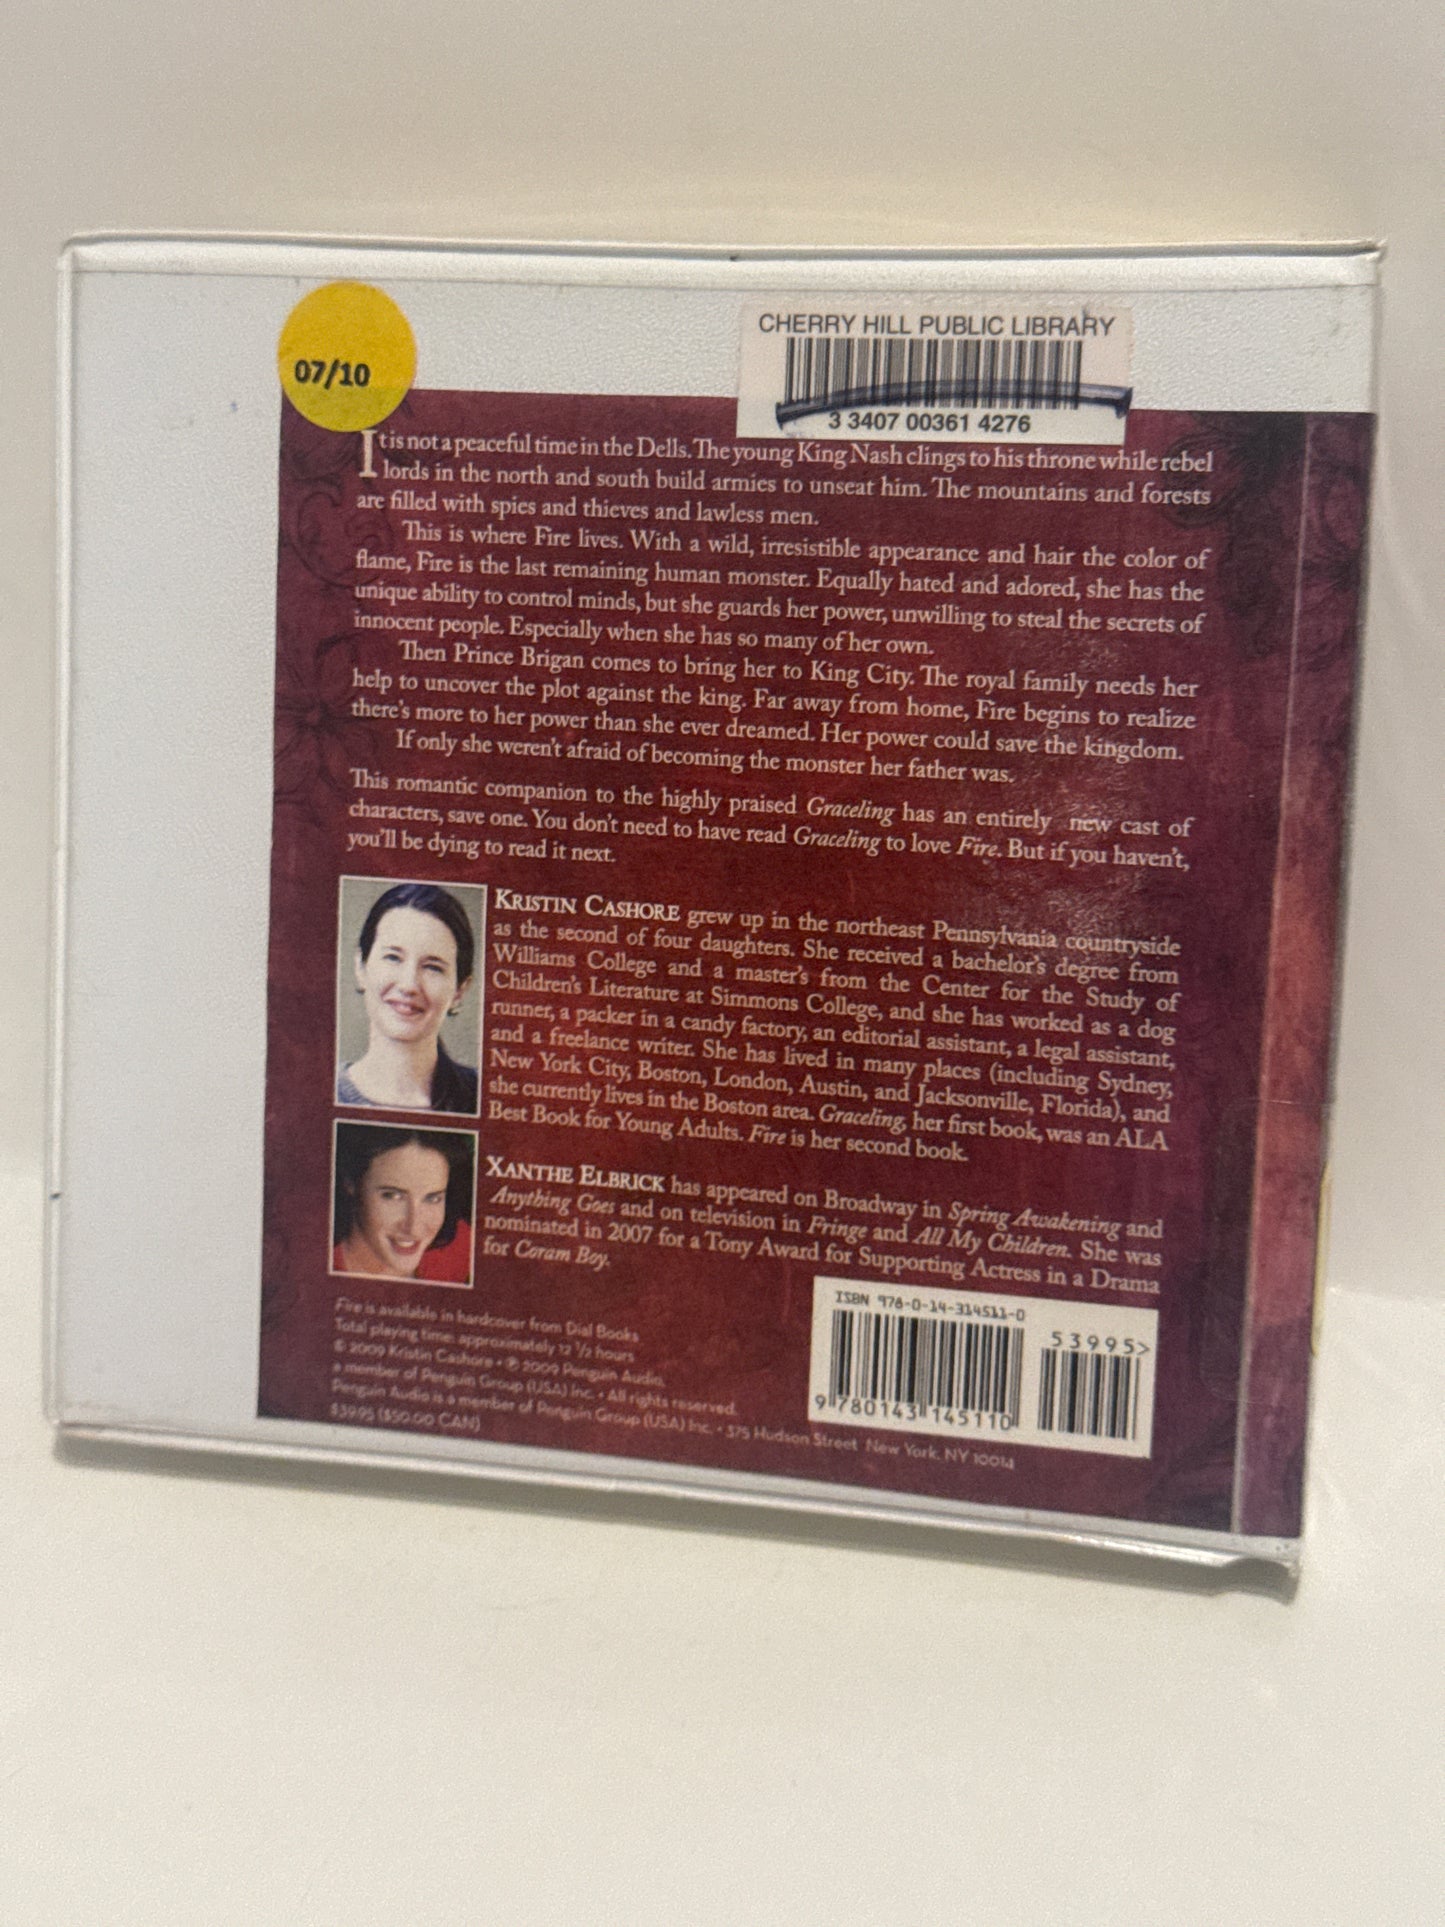 07/10
CHERRY HILL PUBLIC LIBRARY
3 3407 00361 4276
It is not a peaceful time in the Dells. The young King Nash clings to his throne while rebel
lords in the north and south build armies to unseat him. The mountains and forests
are filled with spies and thieves and lawless men.
This is where Fire lives. With a wild, irresistible appearance and hair the color of
flame, Fire is the last remaining human monster. Equally hated and adored, she has the
unique ability to control minds, but she guards her power, unwilling to steal the secrets of
innocent people. Especially when she has so many of her own.
Then Prince Brigan comes to bring her to King City. The royal family needs her
help to uncover the plot against the king. Far away from home, Fire begins to realize
there's more to her power than she ever dreamed. Her power could save the kingdom.
If only she weren't afraid of becoming the monster her father was.
This romantic companion to the highly praised Graceling has an entirely new cast of
characters, save one. You don't need to have read Graceling to love Fire. But if you haven't,
you'll be dying to read it next.
KRISTIN CASHORE grew up in the northeast Pennsylvania countryside
as the second of four daughters. She received a bachelor's degree from
Williams College and a master's from the Center for the Study of
Children's Literature at Simmons College, and she has worked as a dog
runner, a packer in a candy factory, an editorial assistant, a legal assistant,
and a freelance writer. She has lived in many places (including Sydney,
New York City, Boston, London, Austin, and Jacksonville, Florida), and
she currently lives in the Boston area. Graceling, her first book, was an ALA
Best Book for Young Adults. Fire is her second book.
XANTHE ELBRICK has appeared on Broadway in Spring Awakening and
Anything Goes and on television in Fringe and All My Children. She was
nominated in 2007 for a Tony Award for Supporting Actress in a Drama
for Coram Boy.
Fire is available in hardcover from Dial Books
Total playing time: approximately 12 ½ hours
© 2009 Kristin Cashore • ℗ 2009 Penguin Audio,
a member of Penguin Group (USA) Inc. • All rights reserved.
Penguin Audio is a member of Penguin Group (USA) Inc. • 375 Hudson Street New York, NY 10014
$39.95 ($50.00 CAN)
ISBN 978-0-14-314511-0
53995>
9 780143 145110